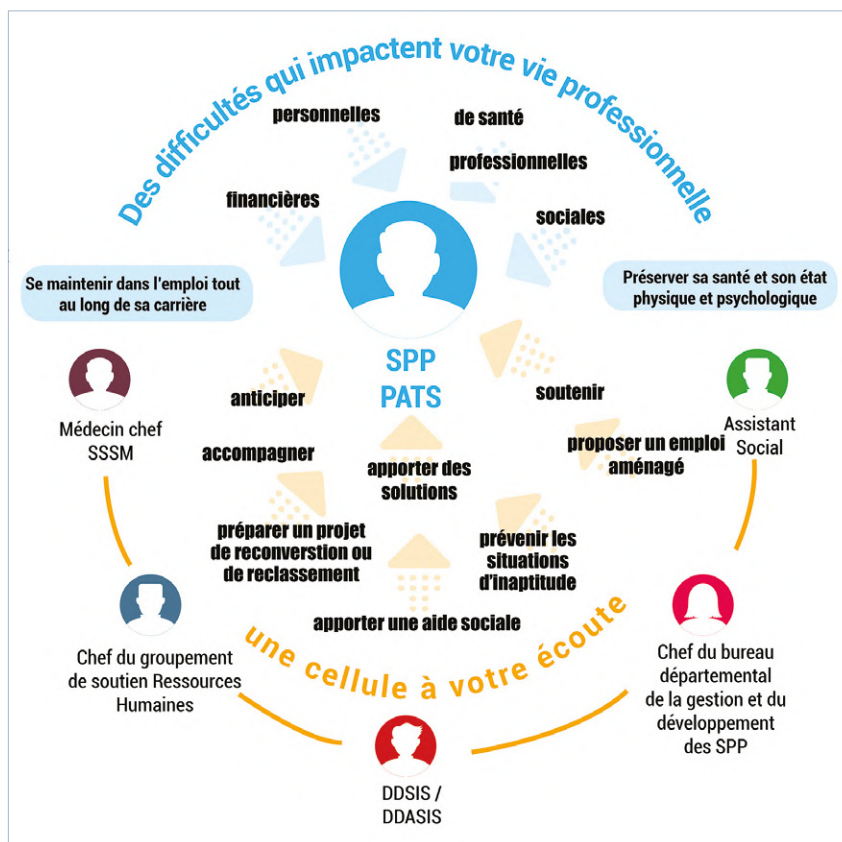 Des difficultés qui impactent votre vie professionnelle
personnelles
de santé
professionnelles
financières
sociales
Se maintenir dans l'emploi tout
au long de sa carrière
Préserver sa santé et son état
physique et psychologique
SPP
PATS
Médecin chef
SSSM
Assistant
Social
anticiper
soutenir
accompagner
proposer un emploi
aménagé
apporter des
solutions
préparer un projet
de reconverstion ou
de reclassement
prévenir les
situations
d'inaptitude
apporter une aide sociale
une cellule à votre écoute
Chef du groupement
de soutien Ressources
Humaines
Chef du bureau
départemental
de la gestion et du
développement
des SPP
DDSIS /
DDASIS